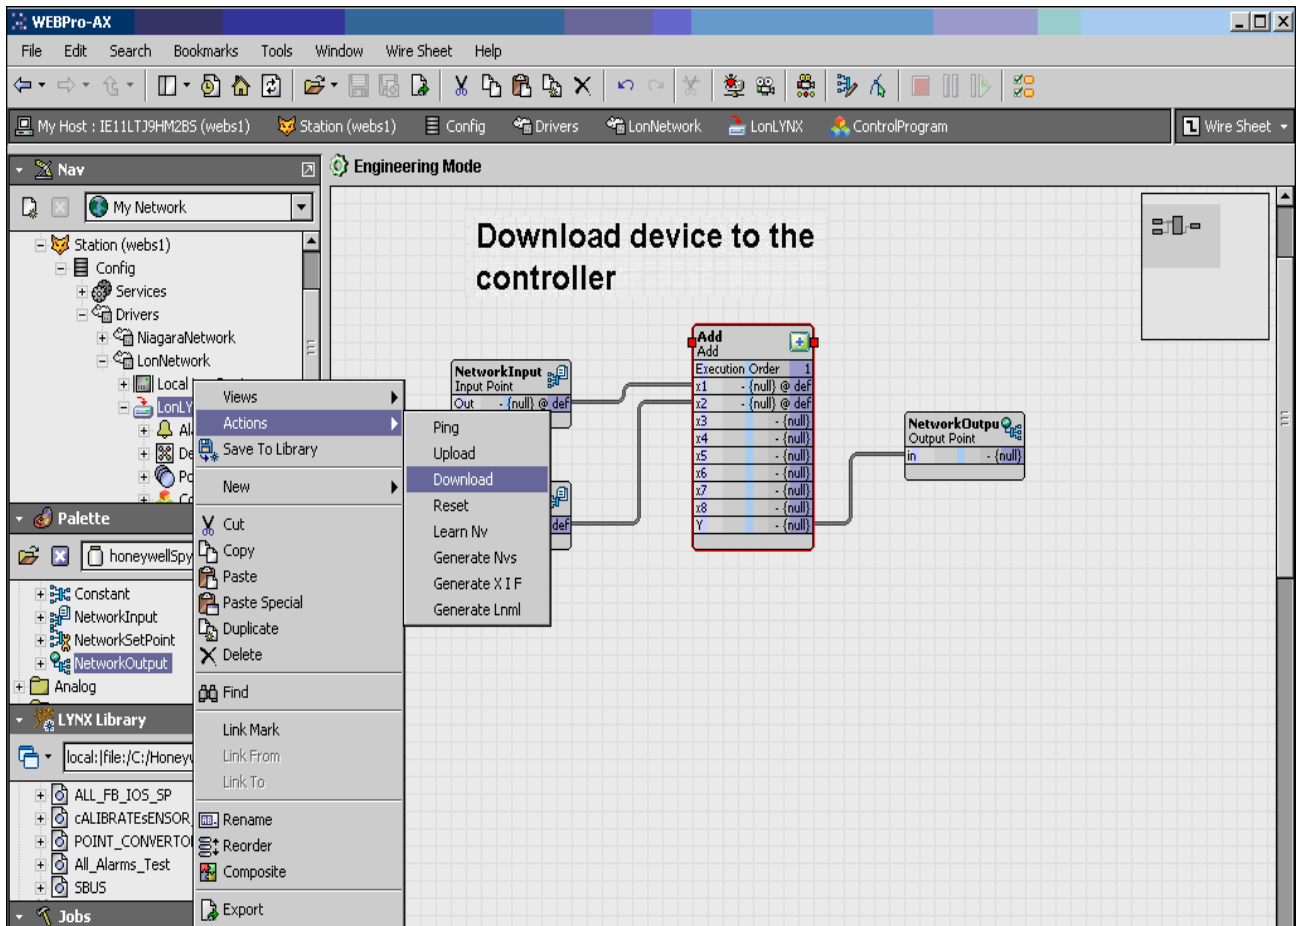 WEBPro-AX
File Edit Search Bookmarks Tools Window Wire Sheet Help
My Host : IE11LTJ9HM2BS (webs1) Station (webs1) Config Drivers LonNetwork LonLYNX ControlProgram Wire Sheet
Nav
Engineering Mode
My Network
Station (webs1)
Config
Services
Drivers
NiagaraNetwork
LonNetwork
Local
LonLY
Al
De
Po
Co
Palette
honeywellSpy
Constant
NetworkInput
NetworkSetPoint
NetworkOutput
Analog
LYNX Library
local:|file:/C:/Honeyw
ALL_FB_IOS_SP
cALIBRATEsENSOR_
POINT_CONVERTO
All_Alarms_Test
SBUS
Jobs
Views
Actions
Save To Library
New
Cut
Copy
Paste
Paste Special
Duplicate
Delete
Find
Link Mark
Link From
Link To
Rename
Reorder
Composite
Export
Ping
Upload
Download
Reset
Learn Nv
Generate Nvs
Generate X I F
Generate Lnml
Download device to the
controller
NetworkInput
Input Point
Out - {null} @ def
def
Add
Add
Execution Order 1
x1 - {null} @ def
x2 - {null} @ def
x3 - {null}
x4 - {null}
x5 - {null}
x6 - {null}
x7 - {null}
x8 - {null}
Y - {null}
NetworkOutpu
Output Point
in - {null}